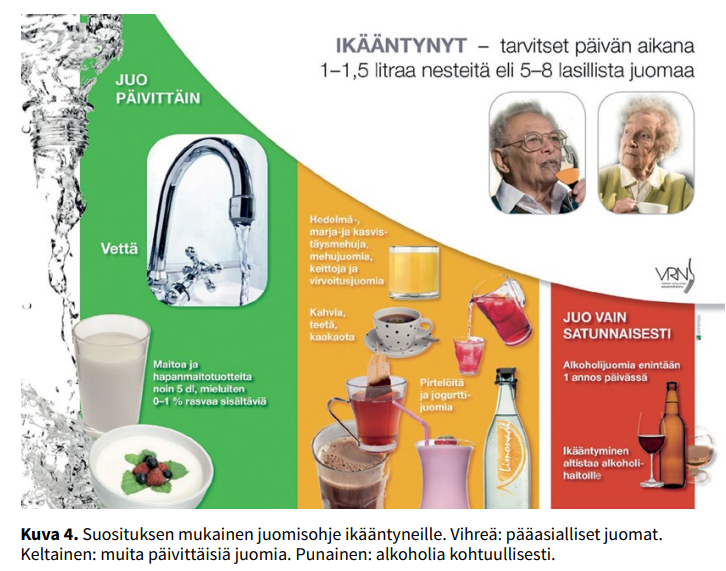 IKÄÄNTYNYT – tarvitset päivän aikana
1–1,5 litraa nesteitä eli 5–8 lasillista juomaa
JUO
PÄIVITTÄIN
Vettä
Maitoa ja
hapanmaitotuotteita
noin 5 dl, mieluiten
0–1 % rasvaa sisältäviä
Hedelmä-,
marja-ja kasvis-
täysmehuja,
mehujuomia,
keittoja ja
virvoitusjuomia
Kahvia,
teetä,
kaakaota
Pirtelöitä
ja jogurtti-
juomia
Limonadi
VRN
JUO VAIN
SATUNNAISESTI
Alkoholijuomia enintään
1 annos päivässä
Ikääntyminen
altistaa alkoholi-
haitoille
Kuva 4. Suosituksen mukainen juomisohje ikääntyneille. Vihreä: pääasialliset juomat.
Keltainen: muita päivittäisiä juomia. Punainen: alkoholia kohtuullisesti.